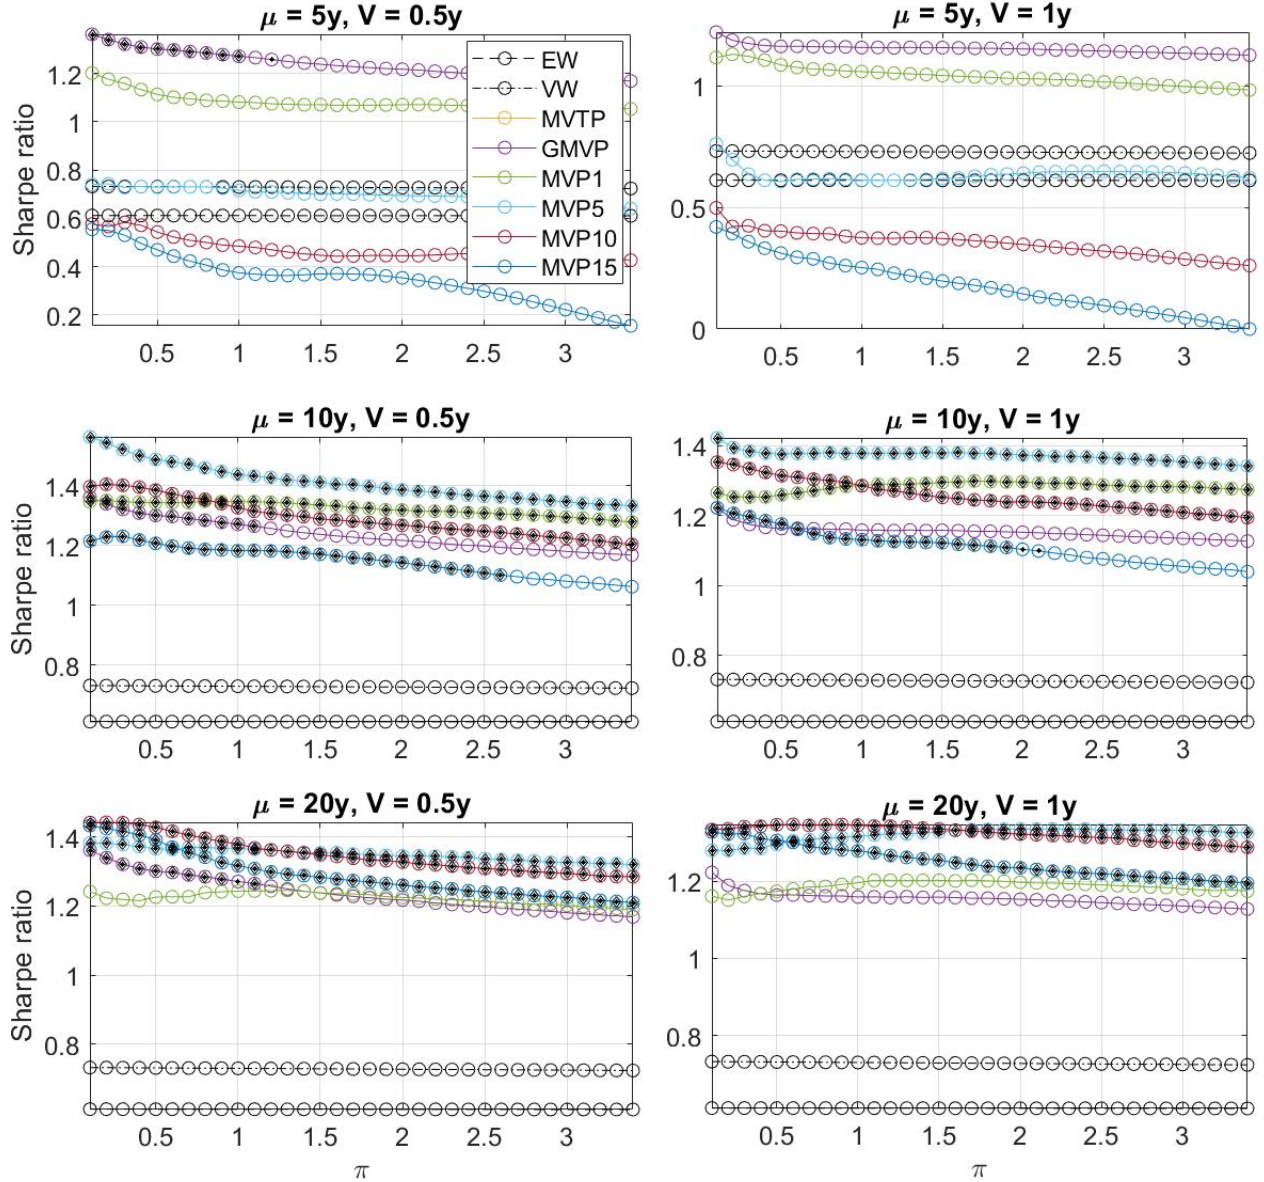 μ = 5y, V = 0.5y
μ = 5y, V = 1y
Sharpe ratio
1.2
1
0.8
0.6
0.4
0.2
EW
VW
MVTP
GMVP
MVP1
MVP5
MVP10
MVP15
0.5 1 1.5 2 2.5 3
1
0.5
0
0.5 1 1.5 2 2.5 3
μ = 10y, V = 0.5y
μ = 10y, V = 1y
Sharpe ratio
1.4
1.2
1
0.8
0.5 1 1.5 2 2.5 3
1.4
1.2
1
0.8
0.5 1 1.5 2 2.5 3
μ = 20y, V = 0.5y
μ = 20y, V = 1y
Sharpe ratio
1.4
1.2
1
0.8
0.5 1 1.5 2 2.5 3
π
1.2
1
0.8
0.5 1 1.5 2 2.5 3
π